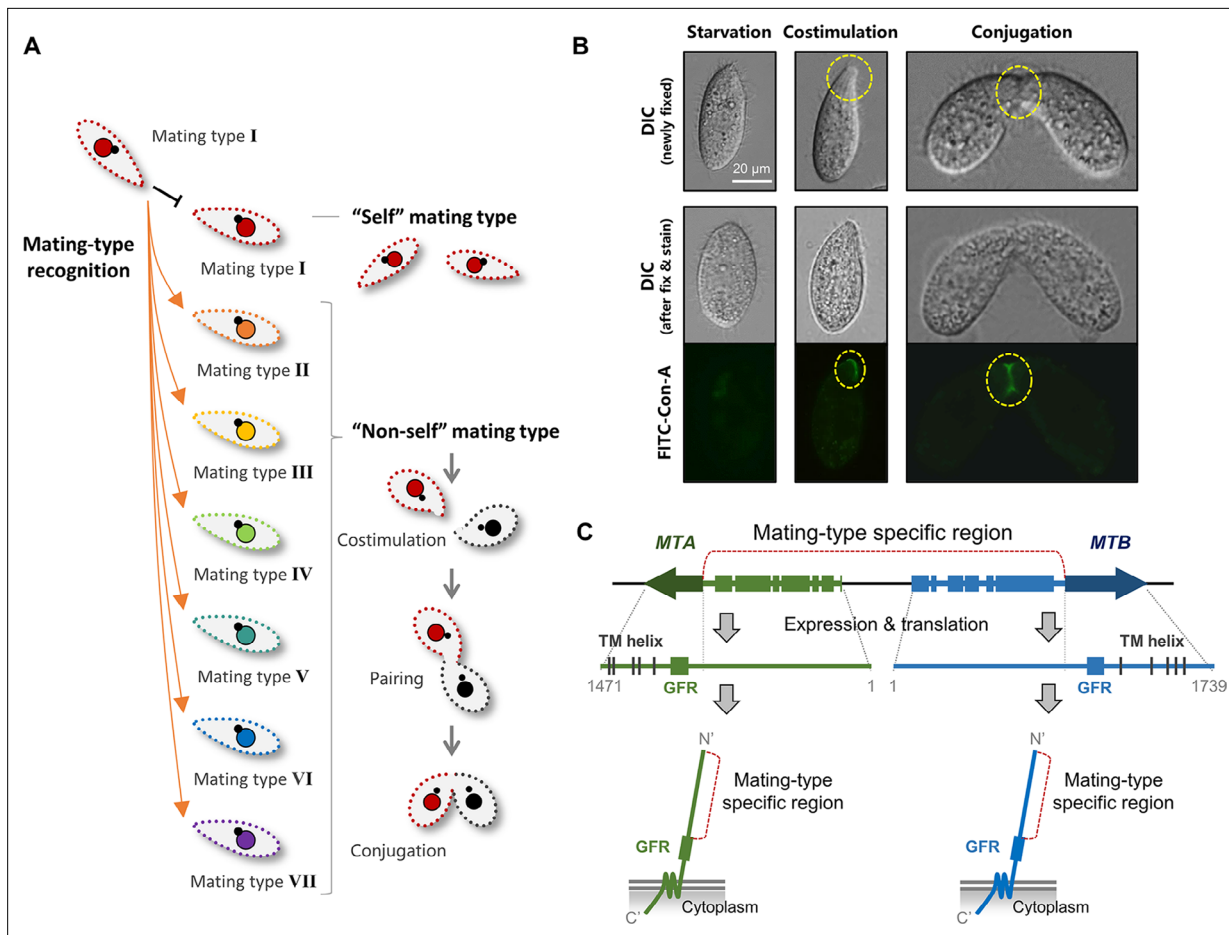 A
Mating type I
Mating-type
recognition
Mating type I
"Self" mating type
Mating type II
Mating type III
"Non-self" mating type
Costimulation
Mating type IV
Mating type V
Pairing
Mating type VI
Conjugation
Mating type VII
B
Starvation
Costimulation
Conjugation
DIC
(newly fixed)
20 µm
DIC
(after fix & stain)
FITC-Con-A
C
Mating-type specific region
MTA
MTB
Expression & translation
TM helix
TM helix
GFR
GFR
1471
1
1
1739
N'
N'
Mating-type
specific region
Mating-type
specific region
GFR
GFR
Cytoplasm
Cytoplasm
C'
C'